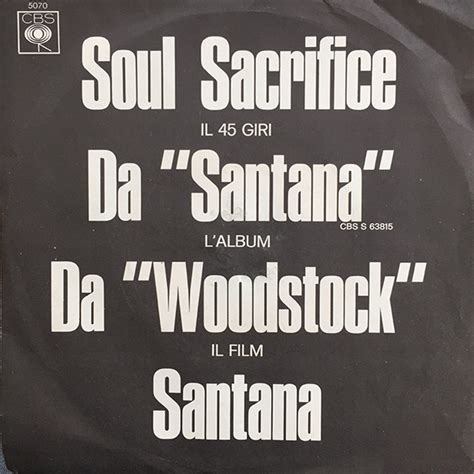 5070
CBS
Soul Sacrifice
IL 45 GIRI
Da "Santana"
CBS S 63815
L'ALBUM
Da "Woodstock"
IL FILM
Santana